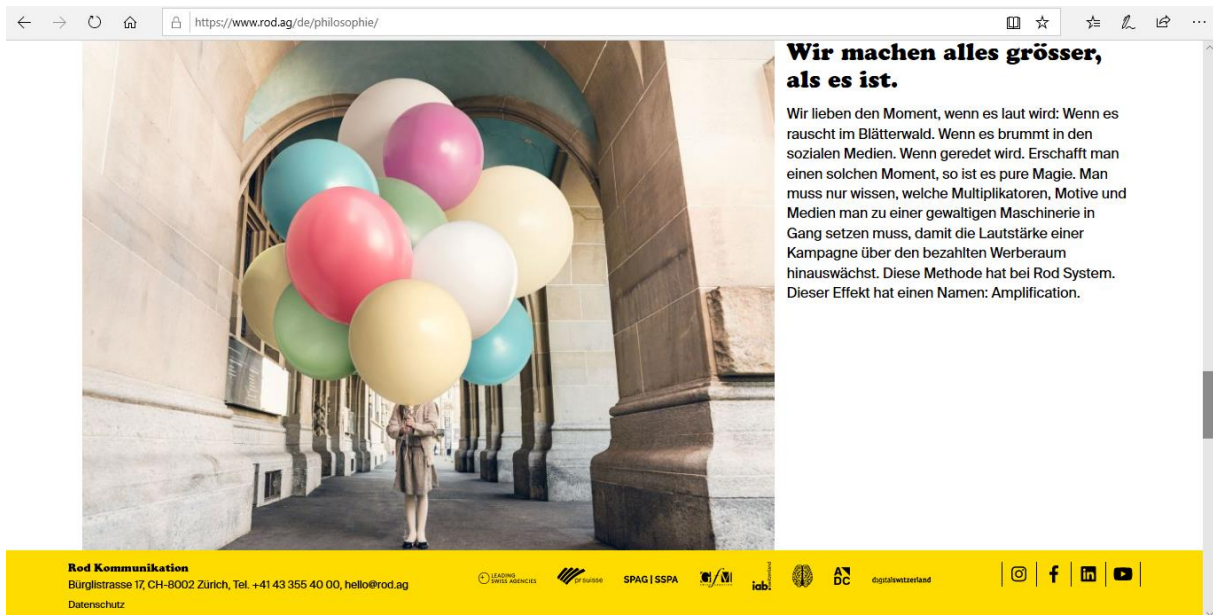 https://www.rod.ag/de/philosophie/
Wir machen alles grösser,
als es ist.
Wir lieben den Moment, wenn es laut wird: Wenn es
rauscht im Blätterwald. Wenn es brummt in den
sozialen Medien. Wenn geredet wird. Erschafft man
einen solchen Moment, so ist es pure Magie. Man
muss nur wissen, welche Multiplikatoren, Motive und
Medien man zu einer gewaltigen Maschinerie in
Gang setzen muss, damit die Lautstärke einer
Kampagne über den bezahlten Werberaum
hinauswächst. Diese Methode hat bei Rod System.
Dieser Effekt hat einen Namen: Amplification.
Rod Kommunikation
Bürglistrasse 17, CH-8002 Zürich, Tel. +41 43 355 40 00, hello@rod.ag
Datenschutz
LEADING
SWISS AGENCIES
pr suisse
SPAG | SSPA
G/M
iab.switzerland
ADC
digitalswitzerland
f
in